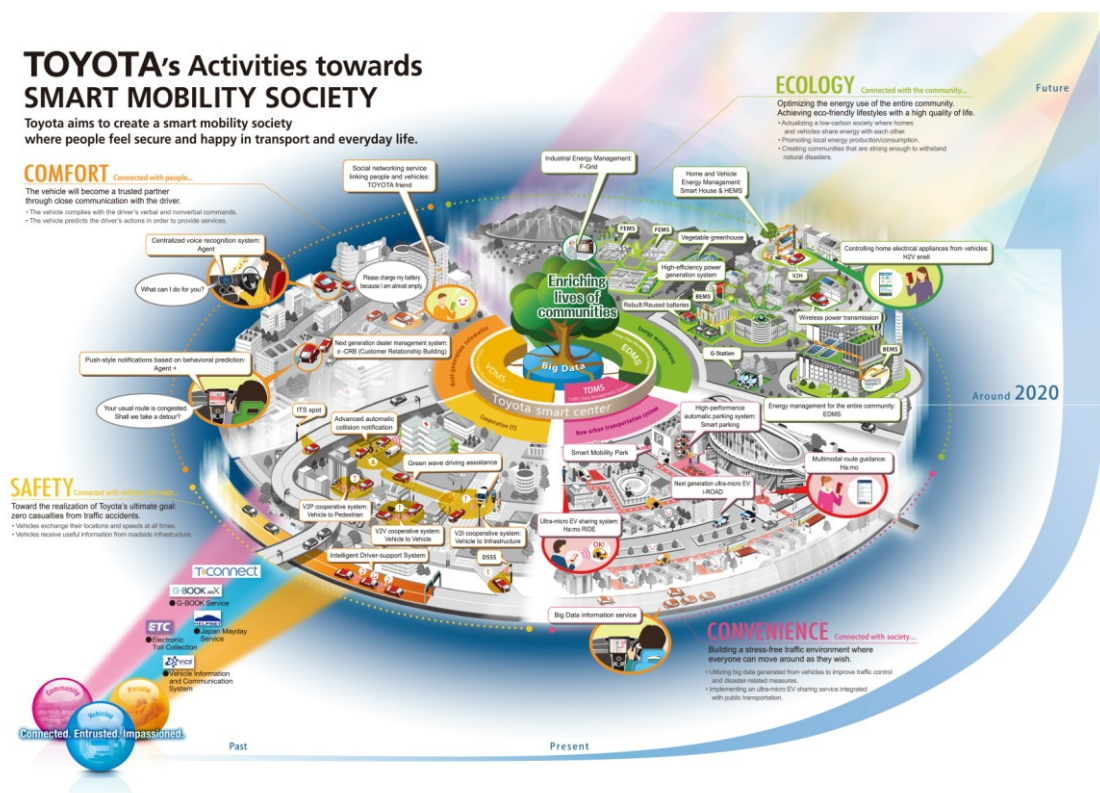 TOYOTA's Activities towards
SMART MOBILITY SOCIETY
Toyota aims to create a smart mobility society
where people feel secure and happy in transport and everyday life.
COMFORT Connected with people...
The vehicle will become a trusted partner
through close communication with the driver.
• The vehicle complies with the driver's verbal and nonverbal commands.
• The vehicle predicts the driver's actions in order to provide services.
Centralized voice recognition system:
Agent
What can I do for you?
Social networking service
linking people and vehicles:
TOYOTA friend
Please charge my battery
because I am almost empty.
Next generation dealer management system:
e-CRB (Customer Relationship Building)
Push-style notifications based on behavioral prediction:
Agent +
Your usual route is congested.
Shall we take a detour?
ECOLOGY Connected with the community...
Optimizing the energy use of the entire community.
Achieving eco-friendly lifestyles with a high quality of life.
• Actualizing a low-carbon society where homes
and vehicles share energy with each other.
• Promoting local energy production/consumption.
• Creating communities that are strong enough to withstand
natural disasters.
Future
Industrial Energy Management:
F-Grid
Home and Vehicle
Energy Management:
Smart House & HEMS
FEMS
FEMS
Vegetable greenhouse
Controlling home electrical appliances from vehicles:
H2V eneli
High-efficiency power
generation system
V2H
Rebuilt/Reused batteries
BEMS
Wireless power transmission
G-Station
BEMS
Energy management for the entire community:
EDMS
Around 2020
Enriching
lives of
communities
Big Data
Next generation telematics
VDMS
Energy management
EDMS
TDMS
Toyota smart center
Cooperative ITS
New urban transportation system
ITS spot
Advanced automatic
collision notification
Green wave driving assistance
V2P cooperative system:
Vehicle to Pedestrian
V2V cooperative system:
Vehicle to Vehicle
V2I cooperative system:
Vehicle to Infrastructure
Intelligent Driver-support System
DSSS
High-performance
automatic parking system:
Smart parking
Smart Mobility Park
Next generation ultra-micro EV:
i-ROAD
Multimodal route guidance:
Ha:mo
Ultra-micro EV sharing system:
Ha:mo RIDE
OK!
Big Data information service
SAFETY
Toward the realization of Toyota's ultimate goal:
zero casualties from traffic accidents.
• Vehicles exchange their locations and speeds at all times.
• Vehicles receive useful information from roadside infrastructure.
CONVENIENCE Connected with society...
Building a stress-free traffic environment where
everyone can move around as they wish.
• Utilizing big data generated from vehicles to improve traffic control
and disaster-related measures.
• Implementing an ultra-micro EV sharing service integrated
with public transportation.
T-CONNECT
G-BOOK mX
●G-BOOK Service
ETC
●Electronic
Toll Collection
HELPNET
●Japan Mayday
Service
VICS
●Vehicle Information
and Communication
System
Community
People
Vehicles
Connected. Entrusted. Impassioned.
Past
Present